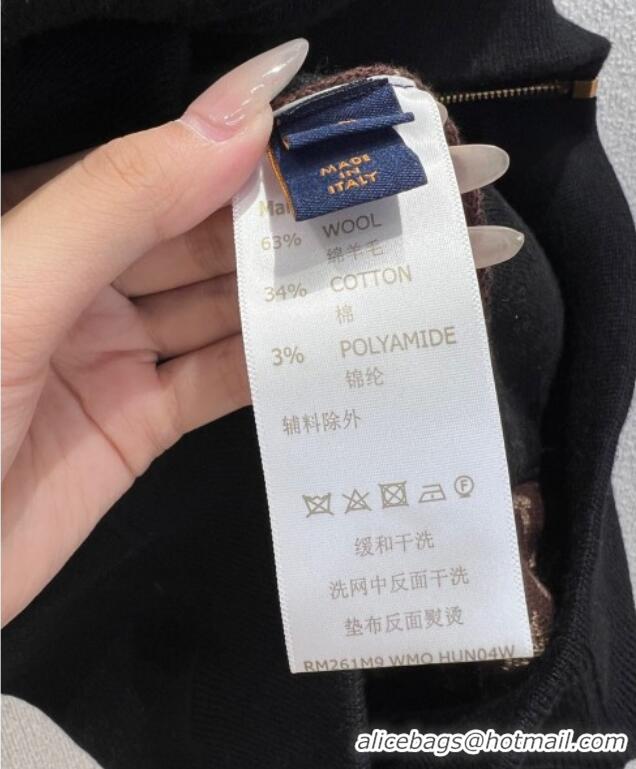 MADE
IN
ITALY
63% WOOL
绵羊毛
34% COTTON
棉
3% POLYAMIDE
锦纶
辅料除外
F
缓和干洗
洗网中反面干洗
垫布反面熨烫
RM261M9 WMO HUN04W
alicebags@hotmail.com